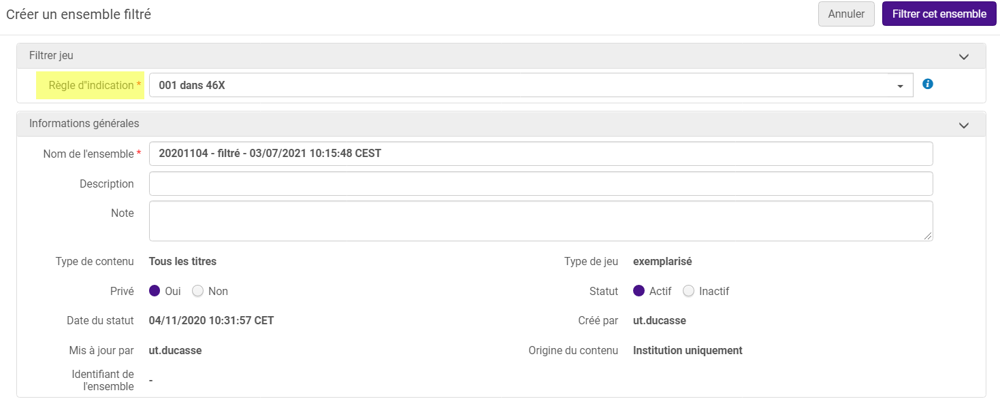 Créer un ensemble filtré
Annuler
Filtrer cet ensemble
Filtrer jeu
Règle d"indication *
001 dans 46X
Informations générales
Nom de l'ensemble *
20201104 - filtré - 03/07/2021 10:15:48 CEST
Description
Note
Type de contenu
Tous les titres
Type de jeu
exemplarisé
Privé
Oui
Non
Statut
Actif
Inactif
Date du statut
04/11/2020 10:31:57 CET
Créé par
ut.ducasse
Mis à jour par
ut.ducasse
Origine du contenu
Institution uniquement
Identifiant de
l'ensemble
-